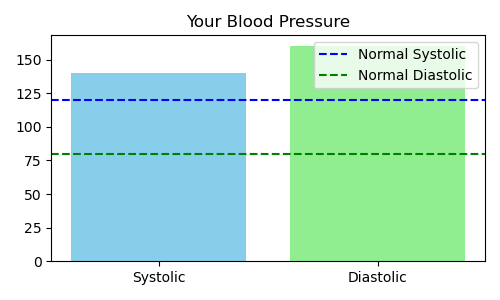 Your Blood Pressure
Normal Systolic
Normal Diastolic
150
125
100
75
50
25
0
Systolic
Diastolic